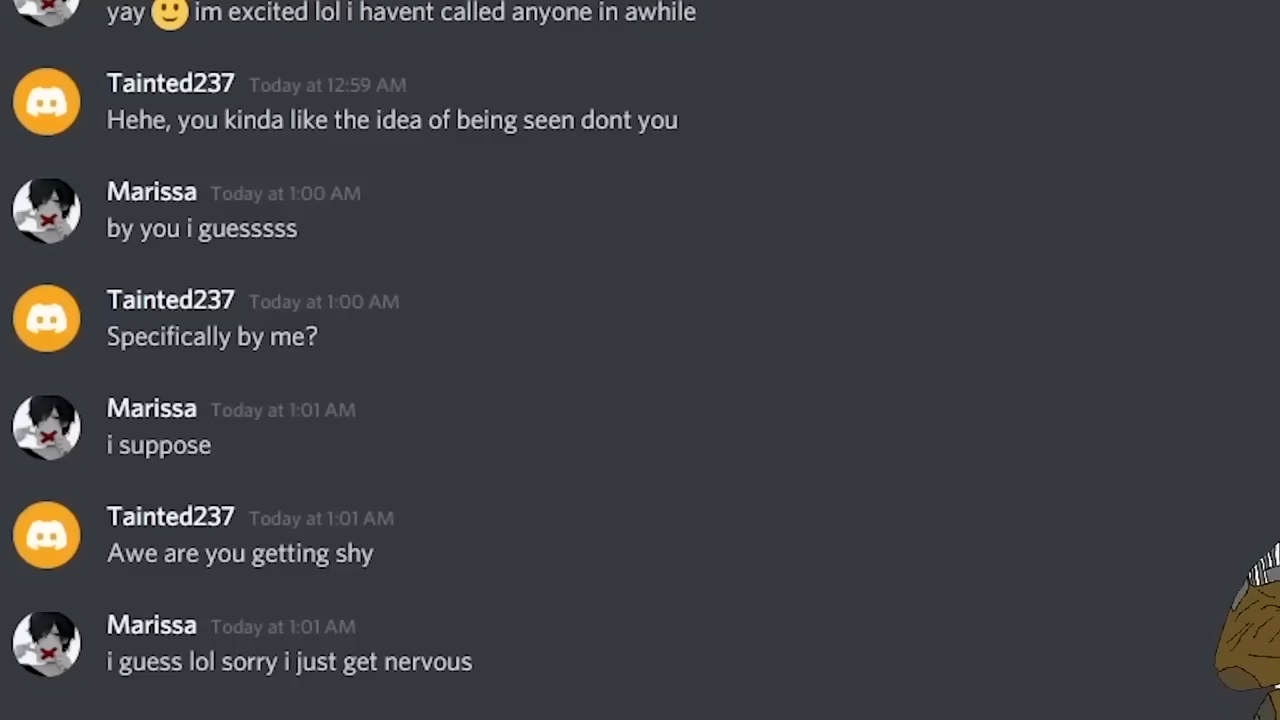 yay 🙂 im excited lol i havent called anyone in awhile
Tainted237 Today at 12:59 AM
Hehe, you kinda like the idea of being seen dont you
Marissa Today at 1:00 AM
by you i guesssss
Tainted237 Today at 1:00 AM
Specifically by me?
Marissa Today at 1:01 AM
i suppose
Tainted237 Today at 1:01 AM
Awe are you getting shy
Marissa Today at 1:01 AM
i guess lol sorry i just get nervous